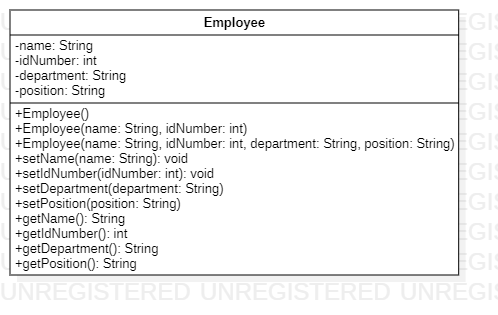 Employee
-name: String
-idNumber: int
-department: String
-position: String
+Employee()
+Employee(name: String, idNumber: int)
+Employee(name: String, idNumber: int, department: String, position: String)
+setName(name: String): void
+setIdNumber(idNumber: int): void
+setDepartment(department: String)
+setPosition(position: String)
+getName(): String
+getIdNumber(): int
+getDepartment(): String
+getPosition(): String
UNREGISTERED UNREGISTERED UNREGIS